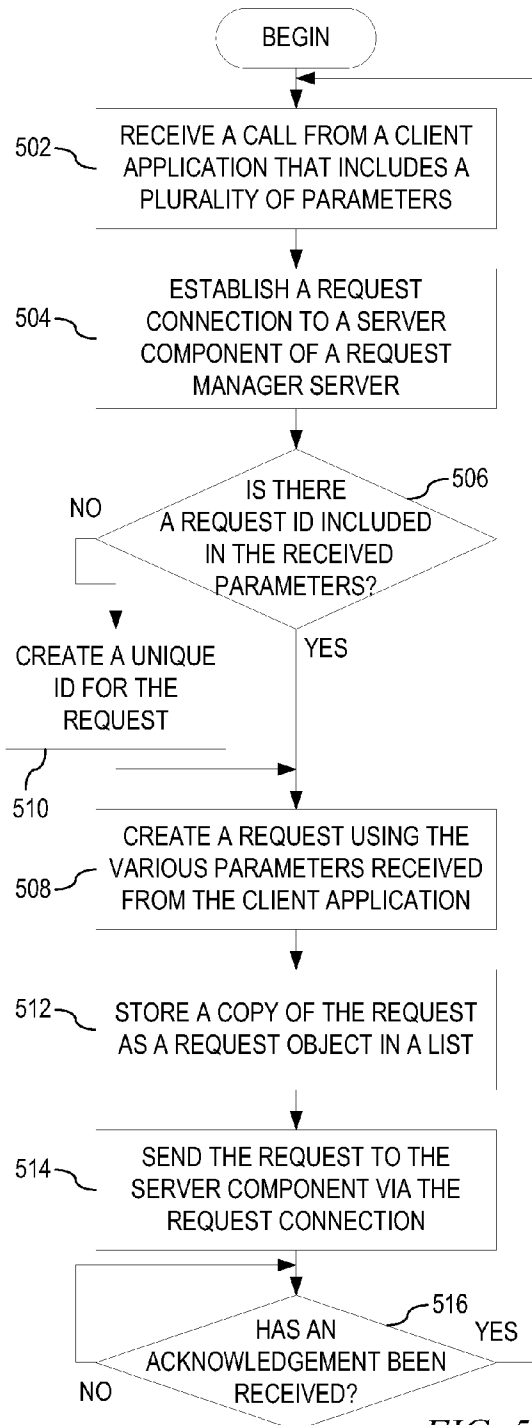 BEGIN
502
RECEIVE A CALL FROM A CLIENT
APPLICATION THAT INCLUDES A
PLURALITY OF PARAMETERS
504
ESTABLISH A REQUEST
CONNECTION TO A SERVER
COMPONENT OF A REQUEST
MANAGER SERVER
506
IS THERE
A REQUEST ID INCLUDED
IN THE RECEIVED
PARAMETERS?
NO
YES
CREATE A UNIQUE
ID FOR THE
REQUEST
510
508
CREATE A REQUEST USING THE
VARIOUS PARAMETERS RECEIVED
FROM THE CLIENT APPLICATION
512
STORE A COPY OF THE REQUEST
AS A REQUEST OBJECT IN A LIST
514
SEND THE REQUEST TO THE
SERVER COMPONENT VIA THE
REQUEST CONNECTION
516
HAS AN
ACKNOWLEDGEMENT BEEN
RECEIVED?
YES
NO
FIG. 5